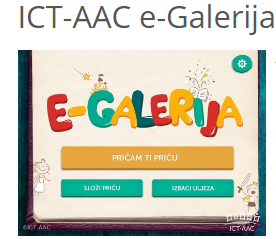 ICT-AAC e-Galerija
E-GALERIJA
PRIČAM TI PRIČU
SLOŽI PRIČU
IZBACI ULJEZA
©ICT AAC
ICT-AAC